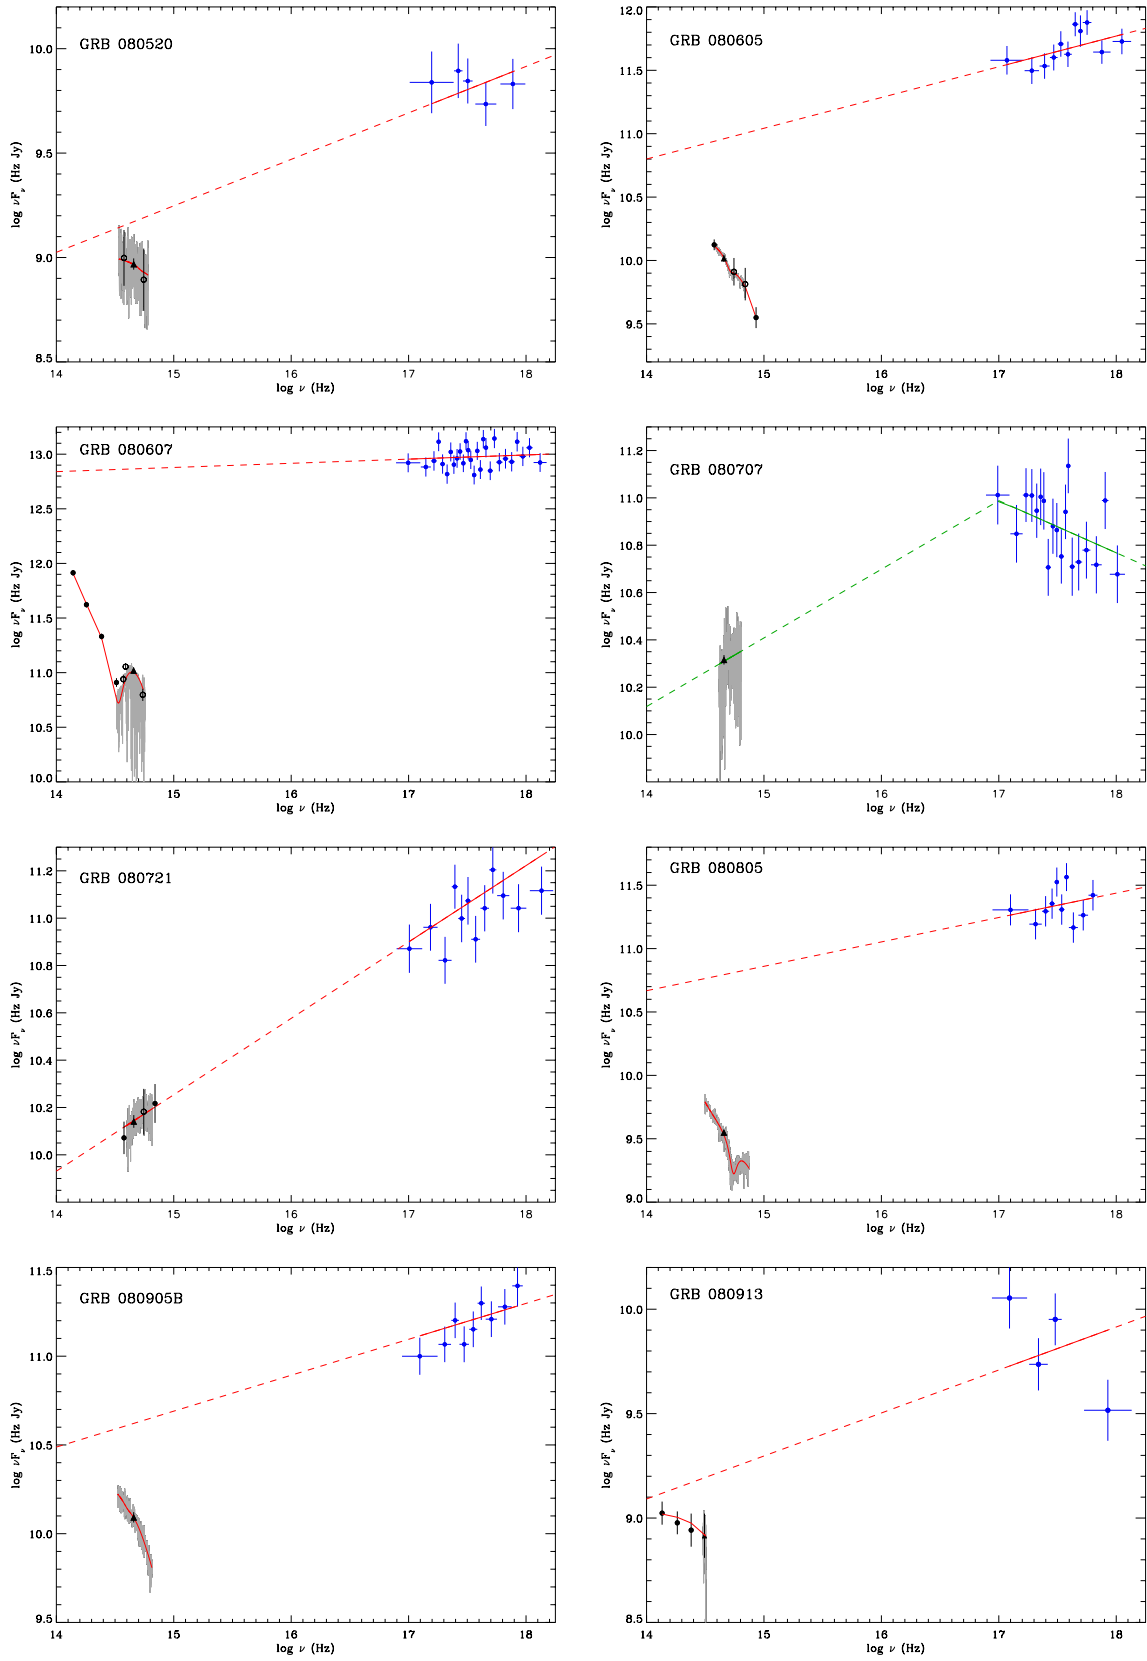 GRB 080520
10.0
9.5
9.0
8.5
log νFν (Hz Jy)
14 15 16 17 18
log ν (Hz)
GRB 080605
12.0
11.5
11.0
10.5
10.0
9.5
log νFν (Hz Jy)
14 15 16 17 18
log ν (Hz)
GRB 080607
13.0
12.5
12.0
11.5
11.0
10.5
10.0
log νFν (Hz Jy)
14 15 16 17 18
log ν (Hz)
GRB 080707
11.2
11.0
10.8
10.6
10.4
10.2
10.0
log νFν (Hz Jy)
14 15 16 17 18
log ν (Hz)
GRB 080721
11.2
11.0
10.8
10.6
10.4
10.2
10.0
log νFν (Hz Jy)
14 15 16 17 18
log ν (Hz)
GRB 080805
11.5
11.0
10.5
10.0
9.5
9.0
log νFν (Hz Jy)
14 15 16 17 18
log ν (Hz)
GRB 080905B
11.5
11.0
10.5
10.0
9.5
log νFν (Hz Jy)
14 15 16 17 18
log ν (Hz)
GRB 080913
10.0
9.5
9.0
8.5
log νFν (Hz Jy)
14 15 16 17 18
log ν (Hz)